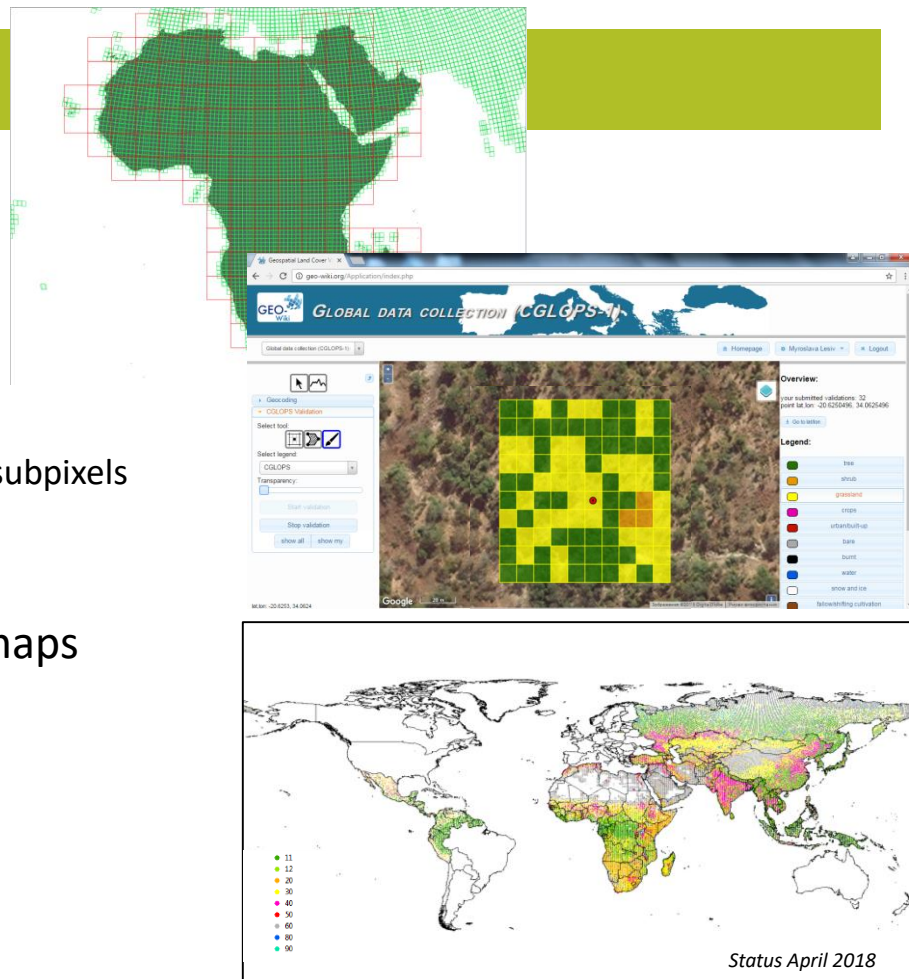 Geospatial Land Cover V
geo-wiki.org/Application/index.php
GEO-Wiki
GLOBAL DATA COLLECTION (CGLOPS-1)
Global data collection (CGLOPS-1)
Homepage
Myroslava Lesiv
Logout
Geocoding
CGLOPS Validation
Select tool:
Select legend:
CGLOPS
Transparency:
Start validation
Stop validation
show all
show my
lat.lon: -20.6253, 34.0624
Google
20 m
Overview:
your submitted validations: 32
point lat.lon: -20.6250496, 34.0625496
Legend:
tree
shrub
grassland
crops
urban/built-up
bare
burnt
water
snow and ice
fallow/shifting cultivation
subpixels
maps
11
12
20
30
40
50
60
80
90
Status April 2018